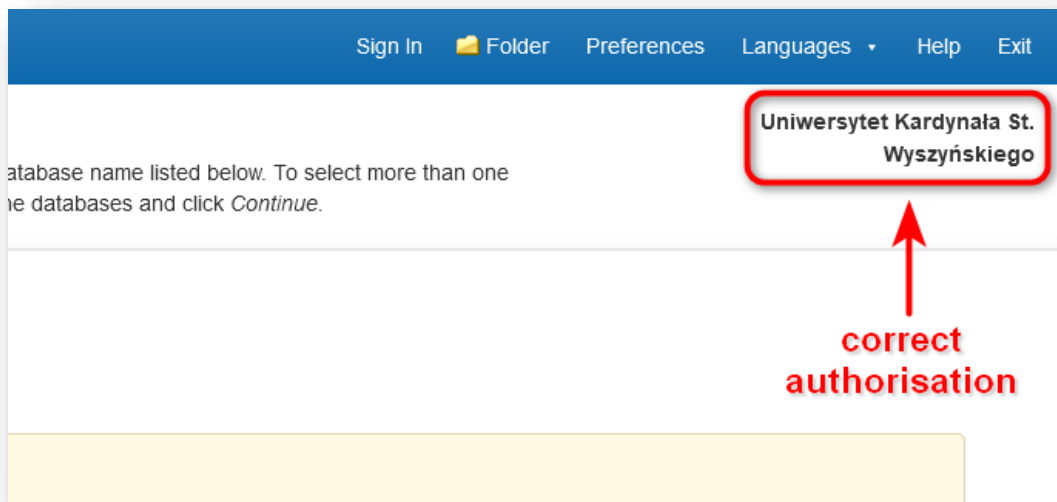 Sign In Folder Preferences Languages Help Exit
Uniwersytet Kardynała St.
Wyszyńskiego
atabase name listed below. To select more than one
e databases and click Continue.
correct
authorisation